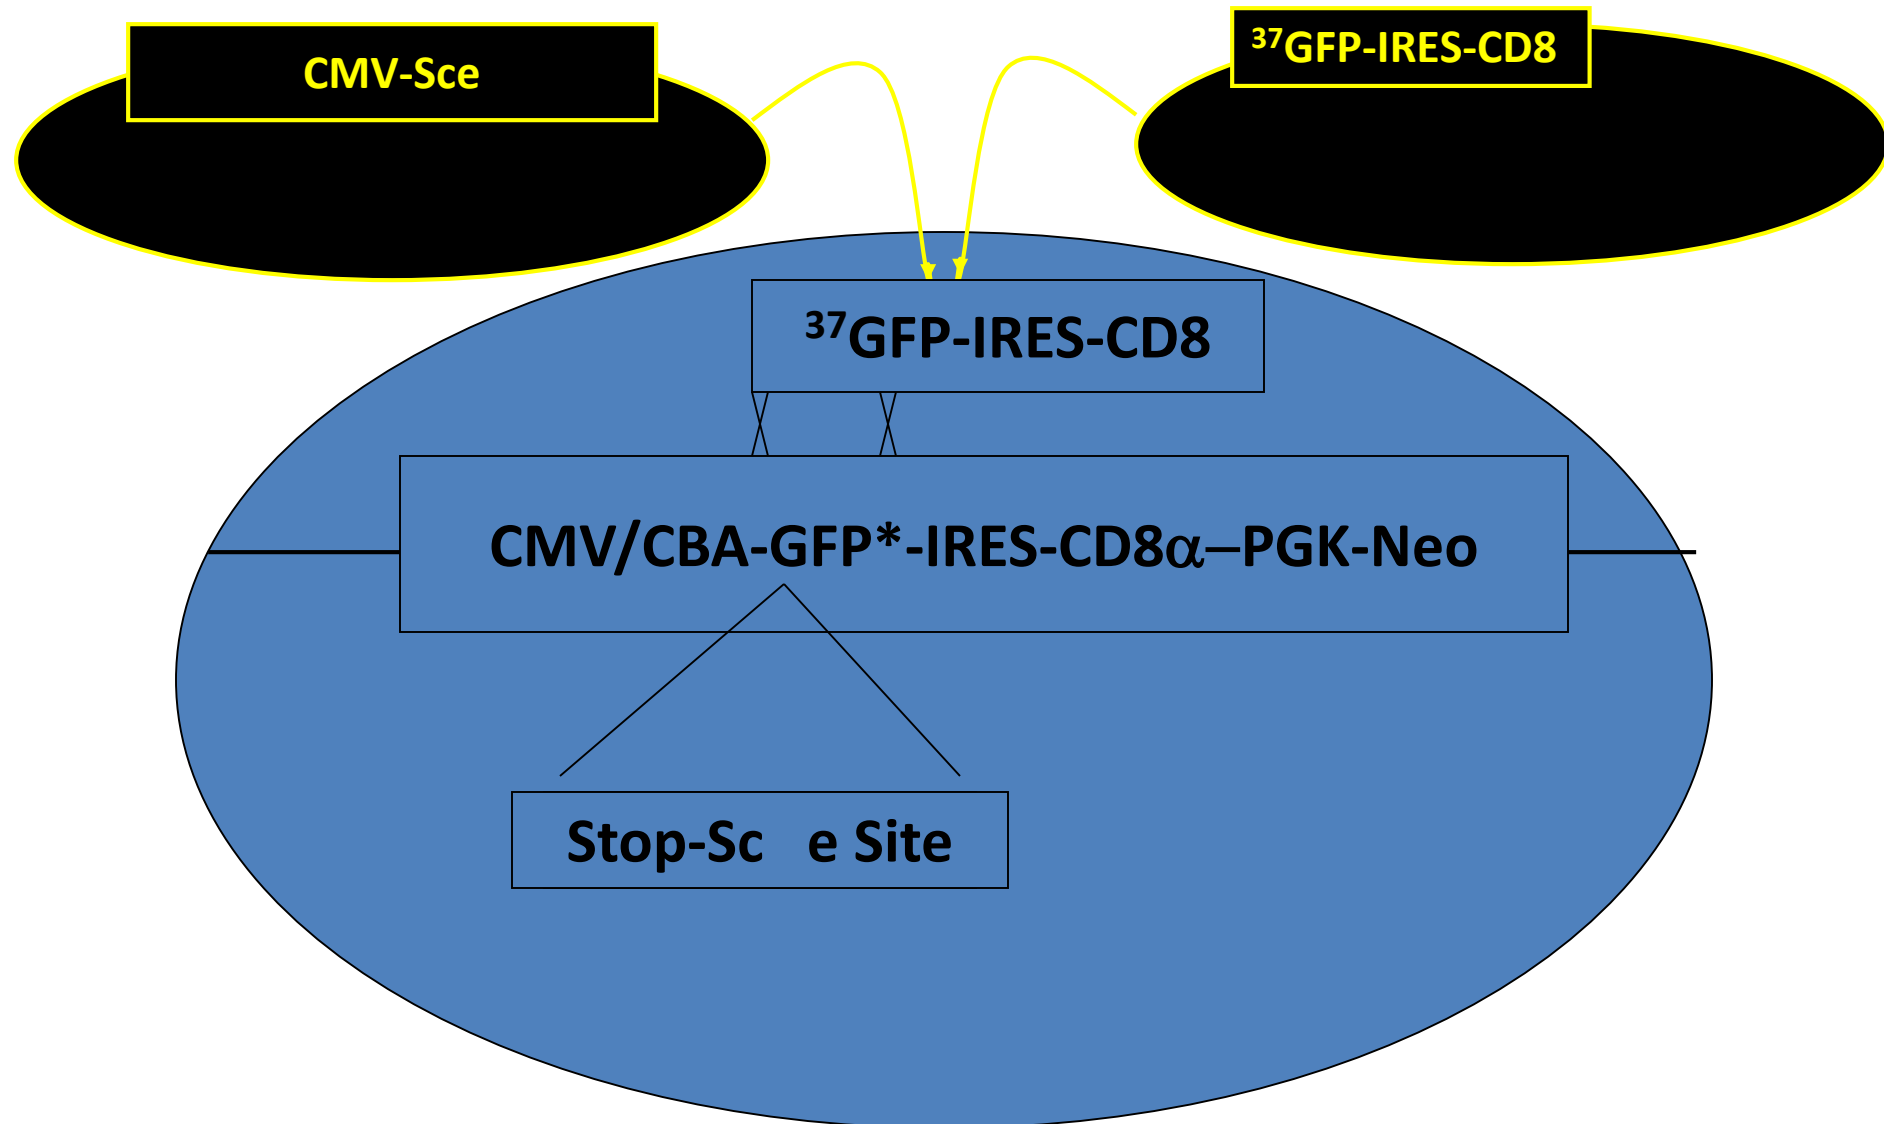 CMV-Sce
³⁷GFP-IRES-CD8
³⁷GFP-IRES-CD8
CMV/CBA-GFP*-IRES-CD8α–PGK-Neo
Stop-Sc e Site